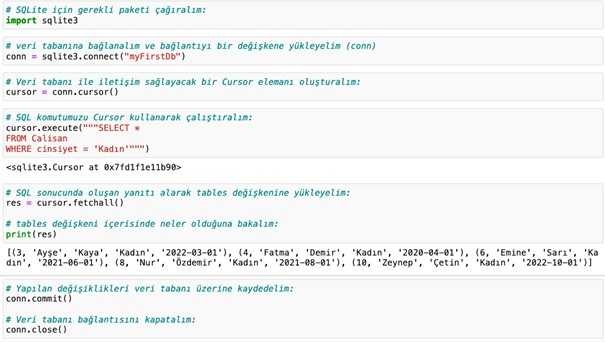 # SQLite için gerekli paketi çağıralım:
import sqlite3
# veri tabanına bağlanalım ve bağlantıyı bir değişkene yükleyelim (conn)
conn = sqlite3.connect("myFirstDb")
# Veri tabanı ile iletişim sağlayacak bir Cursor elemanı oluşturalım:
cursor = conn.cursor()
# SQL komutumuzu Cursor kullanarak çalıştıralım:
cursor.execute("""SELECT *
FROM Calisan
WHERE cinsiyet = 'Kadın'""")
<sqlite3.Cursor at 0x7fd1f1e11b90>
# SQL sonucunda oluşan yanıtı alarak tables değişkenine yükleyelim:
res = cursor.fetchall()
# tables değişkeni içerisinde neler olduğuna bakalım:
print(res)
[(3, 'Ayşe', 'Kaya', 'Kadın', '2022-03-01'), (4, 'Fatma', 'Demir', 'Kadın', '2020-04-01'), (6, 'Emine', 'Sarı', 'Ka
dın', '2021-06-01'), (8, 'Nur', 'Özdemir', 'Kadın', '2021-08-01'), (10, 'Zeynep', 'Çetin', 'Kadın', '2022-10-01')]
# Yapılan değişiklikleri veri tabanı üzerine kaydedelim:
conn.commit()
# Veri tabanı bağlantısını kapatalım:
conn.close()